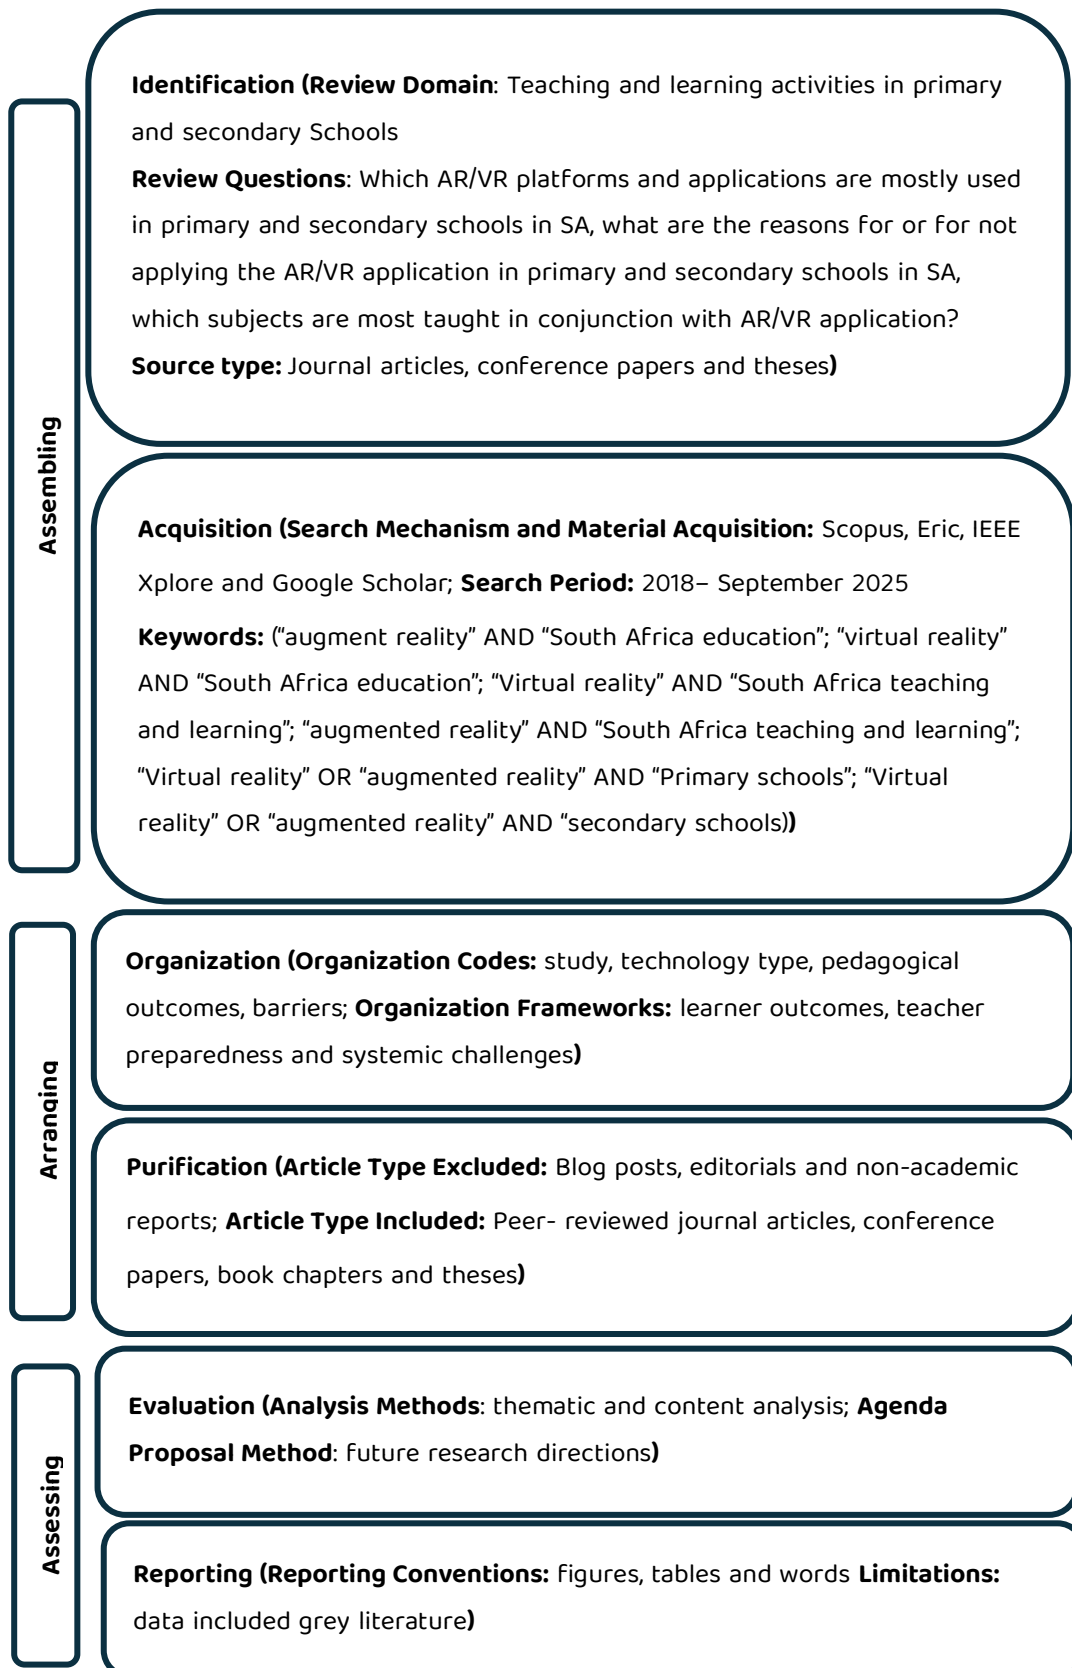 Assembling
Identification (Review Domain: Teaching and learning activities in primary
and secondary Schools
Review Questions: Which AR/VR platforms and applications are mostly used
in primary and secondary schools in SA, what are the reasons for or for not
applying the AR/VR application in primary and secondary schools in SA,
which subjects are most taught in conjunction with AR/VR application?
Source type: Journal articles, conference papers and theses)
Acquisition (Search Mechanism and Material Acquisition: Scopus, Eric, IEEE
Xplore and Google Scholar; Search Period: 2018– September 2025
Keywords: (“augment reality” AND “South Africa education”; “virtual reality”
AND “South Africa education”; “Virtual reality” AND “South Africa teaching
and learning”; “augmented reality” AND “South Africa teaching and learning”;
“Virtual reality” OR “augmented reality” AND “Primary schools”; “Virtual
reality” OR “augmented reality” AND “secondary schools))
Arranging
Organization (Organization Codes: study, technology type, pedagogical
outcomes, barriers; Organization Frameworks: learner outcomes, teacher
preparedness and systemic challenges)
Purification (Article Type Excluded: Blog posts, editorials and non-academic
reports; Article Type Included: Peer- reviewed journal articles, conference
papers, book chapters and theses)
Assessing
Evaluation (Analysis Methods: thematic and content analysis; Agenda
Proposal Method: future research directions)
Reporting (Reporting Conventions: figures, tables and words Limitations:
data included grey literature)